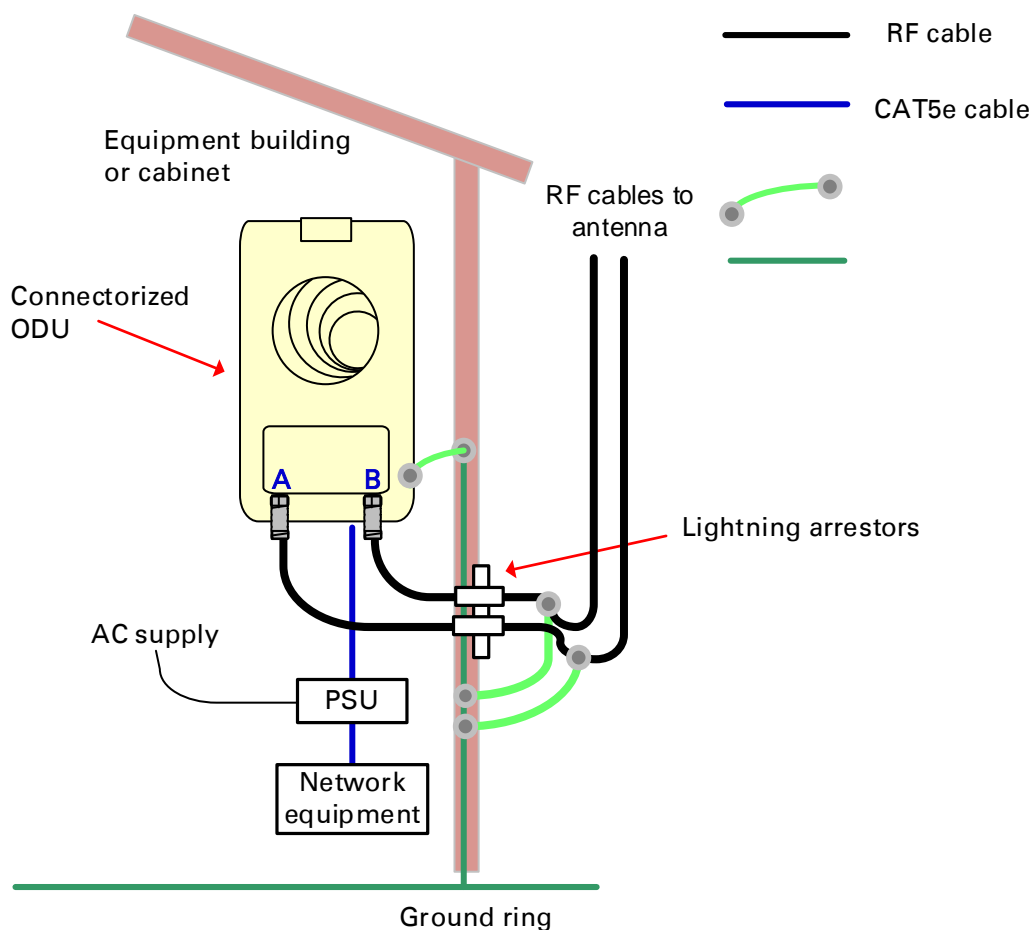 RF cable
CAT5e cable
Equipment building
or cabinet
RF cables to
antenna
Connectorized
ODU
A
B
Lightning arrestors
AC supply
PSU
Network
equipment
Ground ring